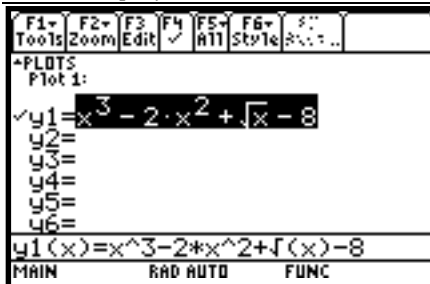 F1▾ F2▾ F3 F4 F5▾ F6▾
Tools Zoom Edit ✓ All Style
▴PLOTS
Plot 1:
✓y1=x³ − 2·x² + √x − 8
y2=
y3=
y4=
y5=
y6=
y1(x)=x^3-2*x^2+√(x)-8
MAIN RAD AUTO FUNC